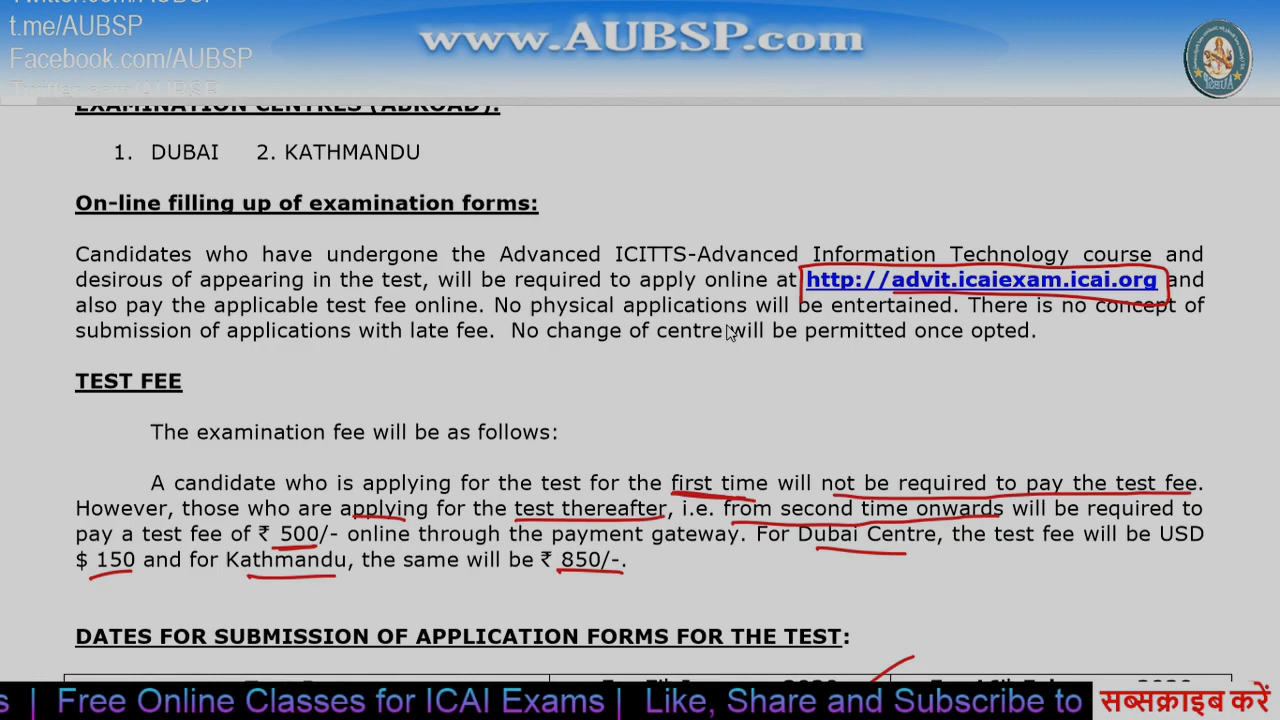 t.me/AUBSP
Facebook.com/AUBSP
www.AUBSP.com
EXAMINATION CENTRES (ABROAD):
1. DUBAI 2. KATHMANDU
On-line filling up of examination forms:
Candidates who have undergone the Advanced ICITTS-Advanced Information Technology course and
desirous of appearing in the test, will be required to apply online at http://advit.icaiexam.icai.org and
also pay the applicable test fee online. No physical applications will be entertained. There is no concept of
submission of applications with late fee. No change of centre will be permitted once opted.
TEST FEE
The examination fee will be as follows:
A candidate who is applying for the test for the first time will not be required to pay the test fee.
However, those who are applying for the test thereafter, i.e. from second time onwards will be required to
pay a test fee of ₹ 500/- online through the payment gateway. For Dubai Centre, the test fee will be USD
$ 150 and for Kathmandu, the same will be ₹ 850/-.
DATES FOR SUBMISSION OF APPLICATION FORMS FOR THE TEST:
s | Free Online Classes for ICAI Exams | Like, Share and Subscribe to सब्सक्राइब करें